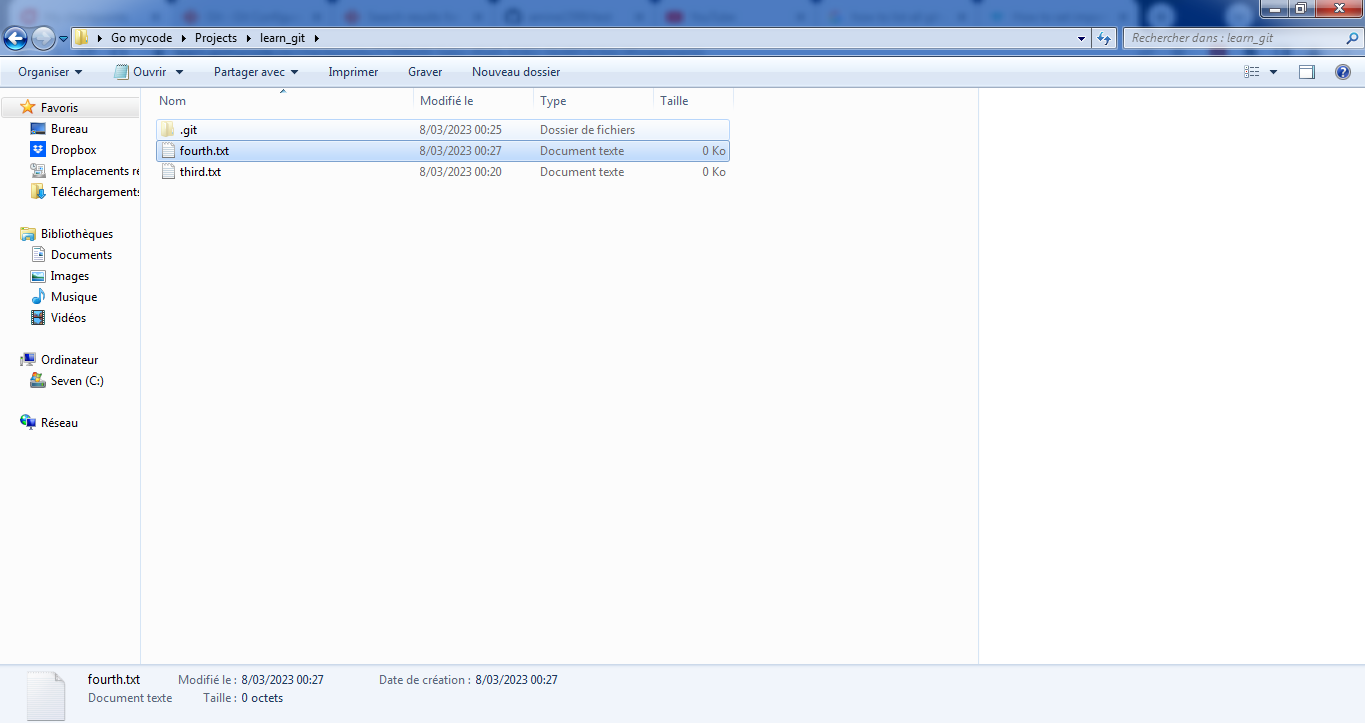 Go mycode Projects learn_git Rechercher dans : learn_git
Organiser Ouvrir Partager avec Imprimer Graver Nouveau dossier
Favoris
Bureau
Dropbox
Emplacements ré
Téléchargements
Bibliothèques
Documents
Images
Musique
Vidéos
Ordinateur
Seven (C:)
Réseau
Nom Modifié le Type Taille
.git 8/03/2023 00:25 Dossier de fichiers
fourth.txt 8/03/2023 00:27 Document texte 0 Ko
third.txt 8/03/2023 00:20 Document texte 0 Ko
fourth.txt Modifié le : 8/03/2023 00:27 Date de création : 8/03/2023 00:27
Document texte Taille : 0 octets